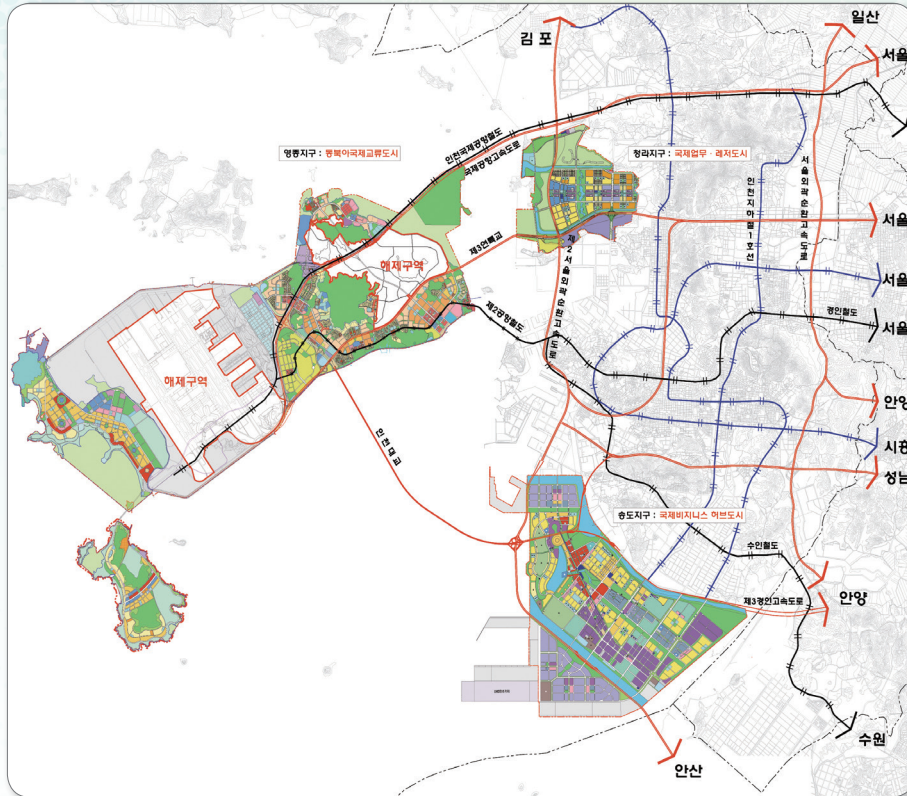 일산
김포
서울
인천국제공항철도
영종지구 : 동북아국제교류도시
국제공항고속도로
청라지구 : 국제업무 · 레저도시
서울외곽순환고속도로
인천지하철1호선
서울
제3연륙교
제2서울외곽순환고속도로
해제구역
서울
제2공항철도
경인철도
서울
해제구역
안양
인천대교
시흥
성남
송도지구 : 국제비지니스 허브도시
수인철도
제3경인고속도로
안양
수원
안산